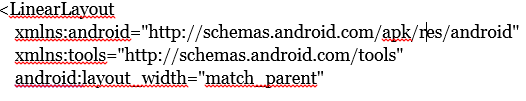 <LinearLayout
xmlns:android="http://schemas.android.com/apk/res/android"
xmlns:tools="http://schemas.android.com/tools"
android:layout_width="match_parent"